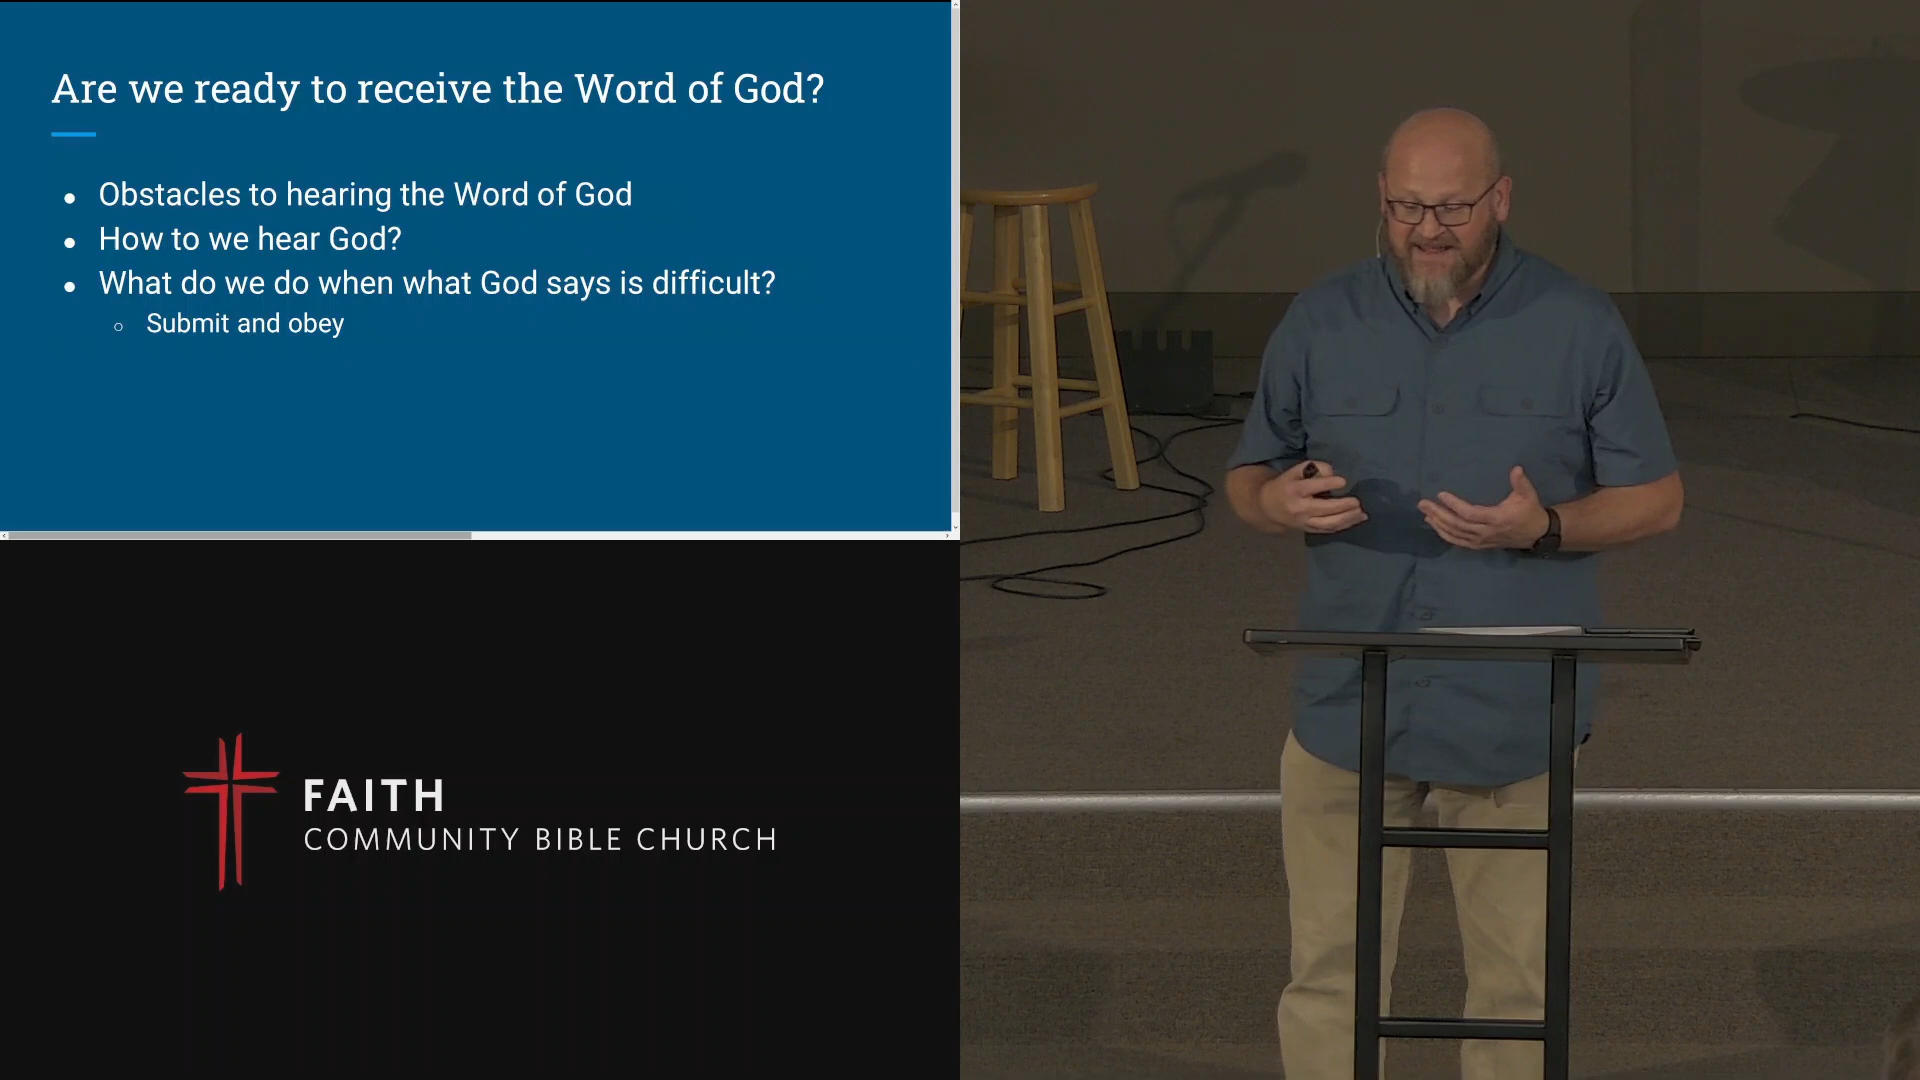 Are we ready to receive the Word of God?
● Obstacles to hearing the Word of God
● How to we hear God?
● What do we do when what God says is difficult?
○ Submit and obey
FAITH
COMMUNITY BIBLE CHURCH